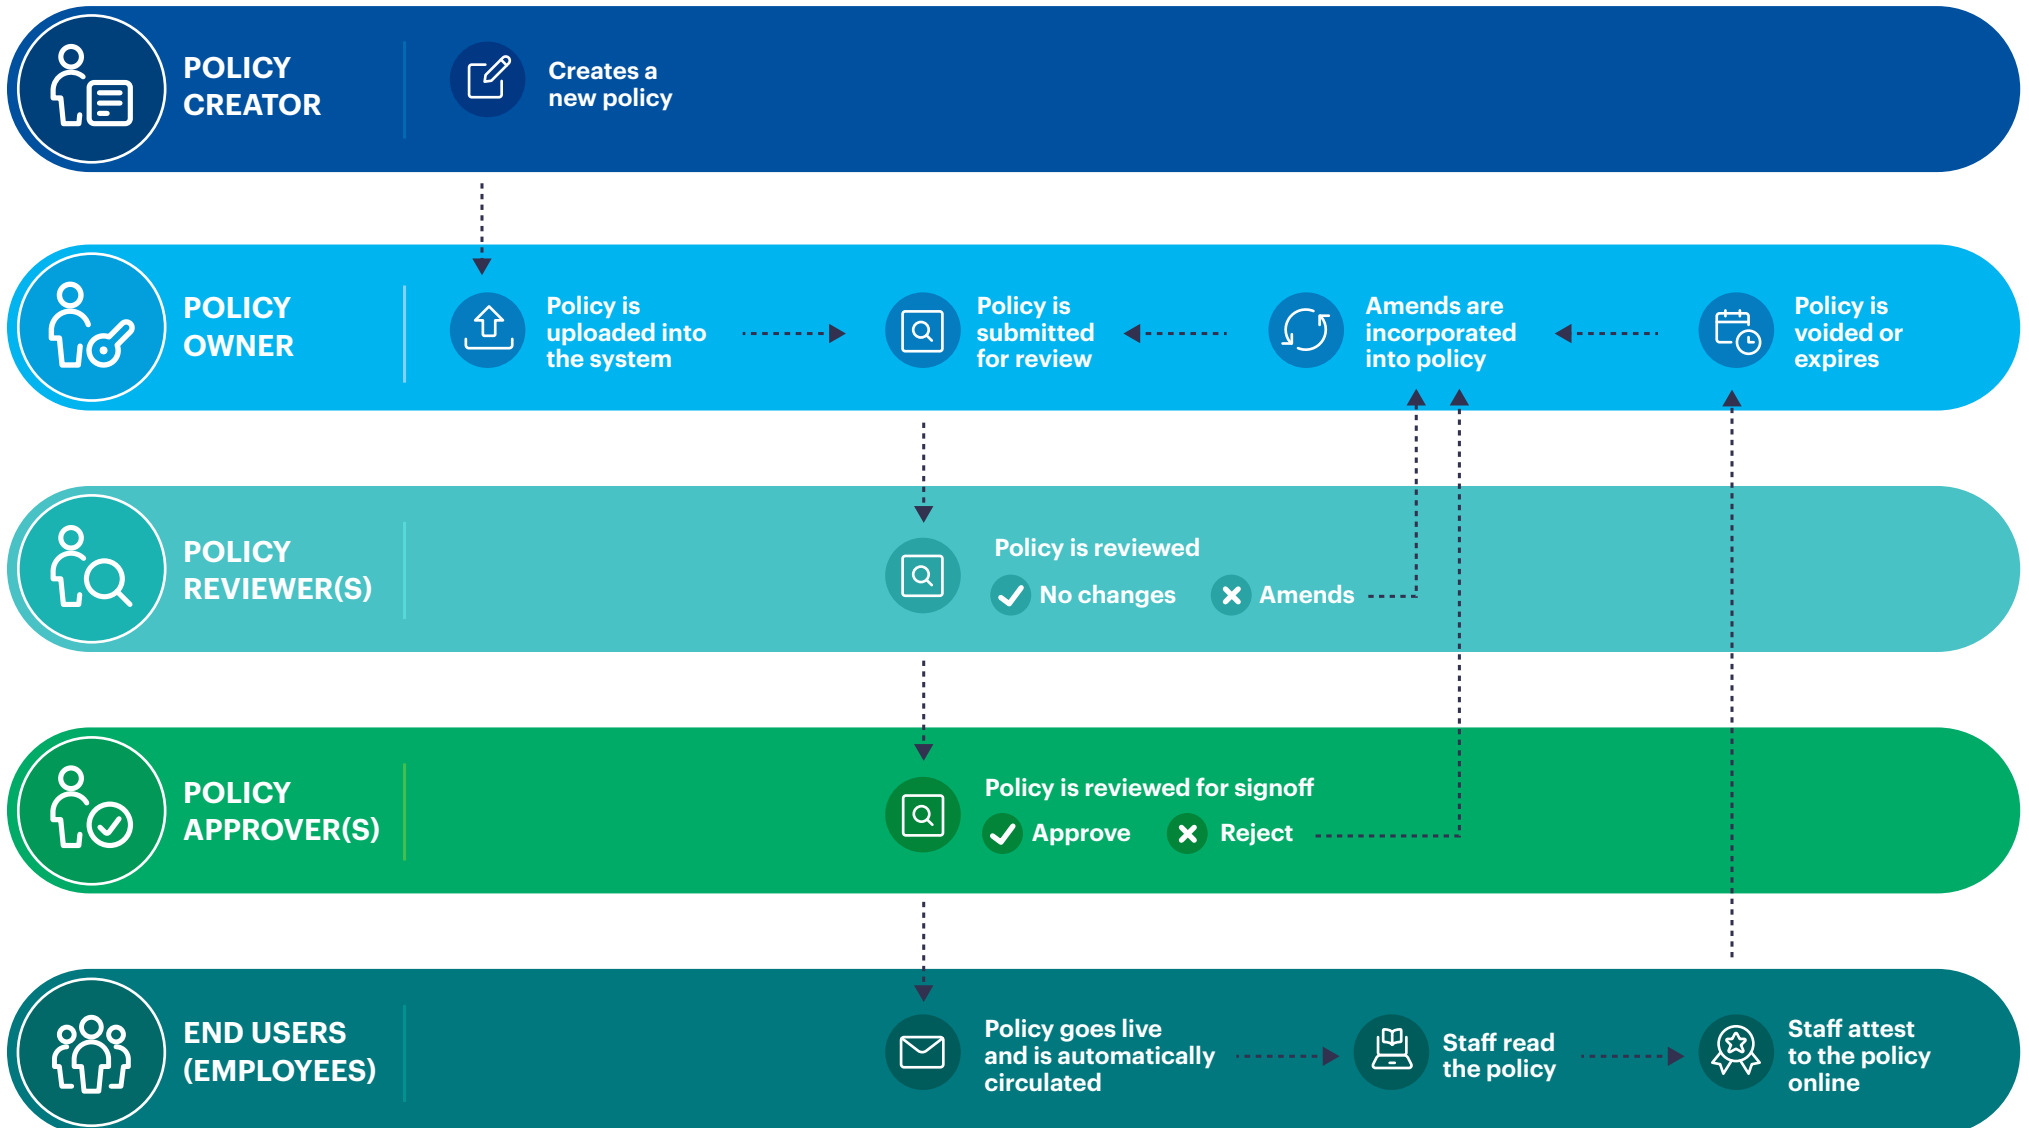 POLICY
CREATOR
Creates a
new policy
POLICY
OWNER
Policy is
uploaded into
the system
Policy is
submitted
for review
Amends are
incorporated
into policy
Policy is
voided or
expires
POLICY
REVIEWER(S)
Policy is reviewed
No changes
Amends
POLICY
APPROVER(S)
Policy is reviewed for signoff
Approve
Reject
END USERS
(EMPLOYEES)
Policy goes live
and is automatically
circulated
Staff read
the policy
Staff attest
to the policy
online